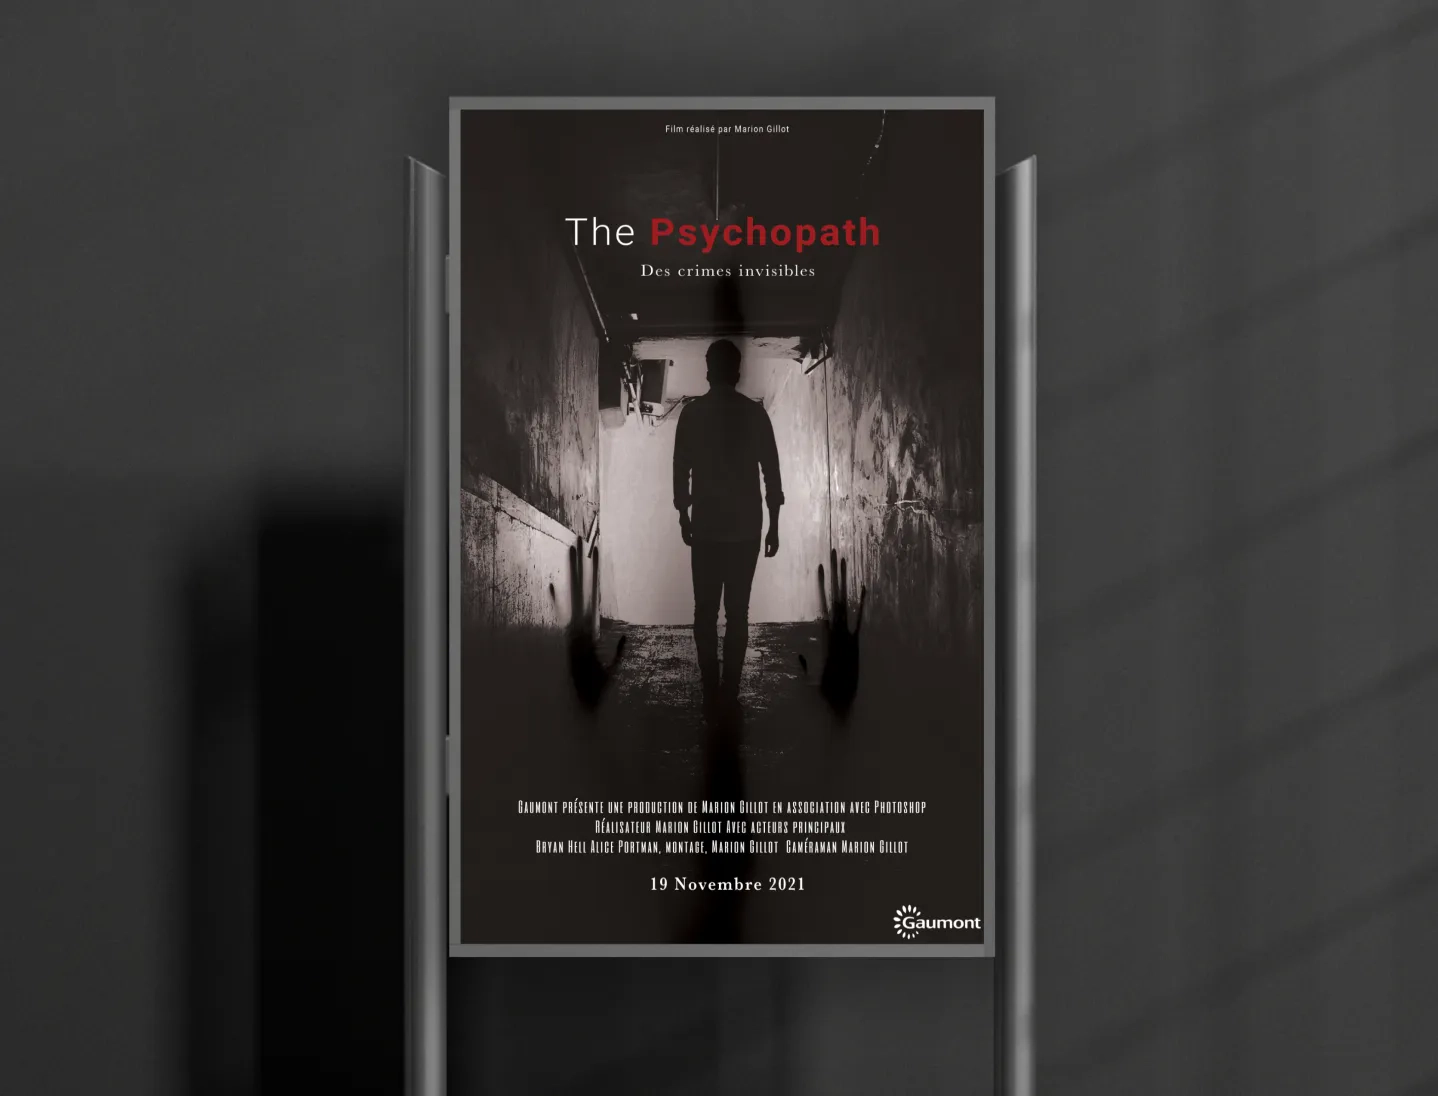 Film réalisé par Marion Gillot
The Psychopath
Des crimes invisibles
Gaumont présente une production de Marion Gillot en association avec Photoshop
Réalisateur Marion Gillot Avec acteurs principaux
Bryan Hell Alice Portman, montage, Marion Gillot Caméraman Marion Gillot
19 Novembre 2021
Gaumont